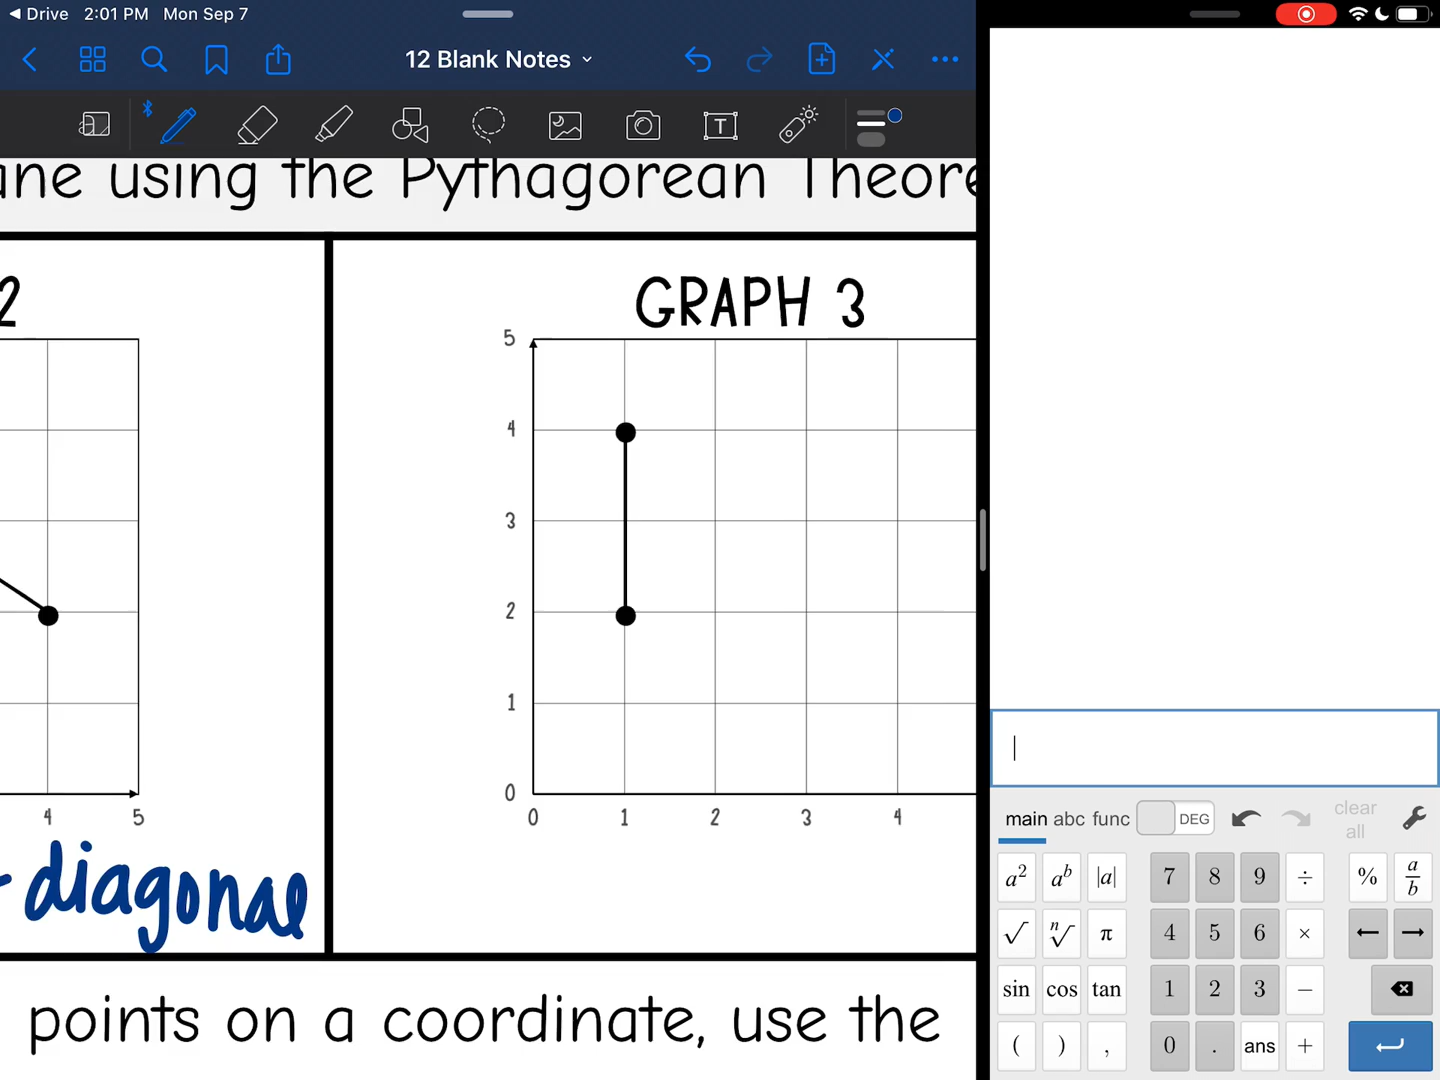 Drive 2:01 PM Mon Sep 7
12 Blank Notes
T
ane using the Pythagorean Theore
2
GRAPH 3
5
4
3
2
1
0
0 1 2 3 4
4 5
diagonal
points on a coordinate, use the
main abc func DEG clear all
a² aᵇ |a| 7 8 9 ÷ % a/b
√ ⁿ√ π 4 5 6 × ← →
sin cos tan 1 2 3 −
( ) , 0 . ans +